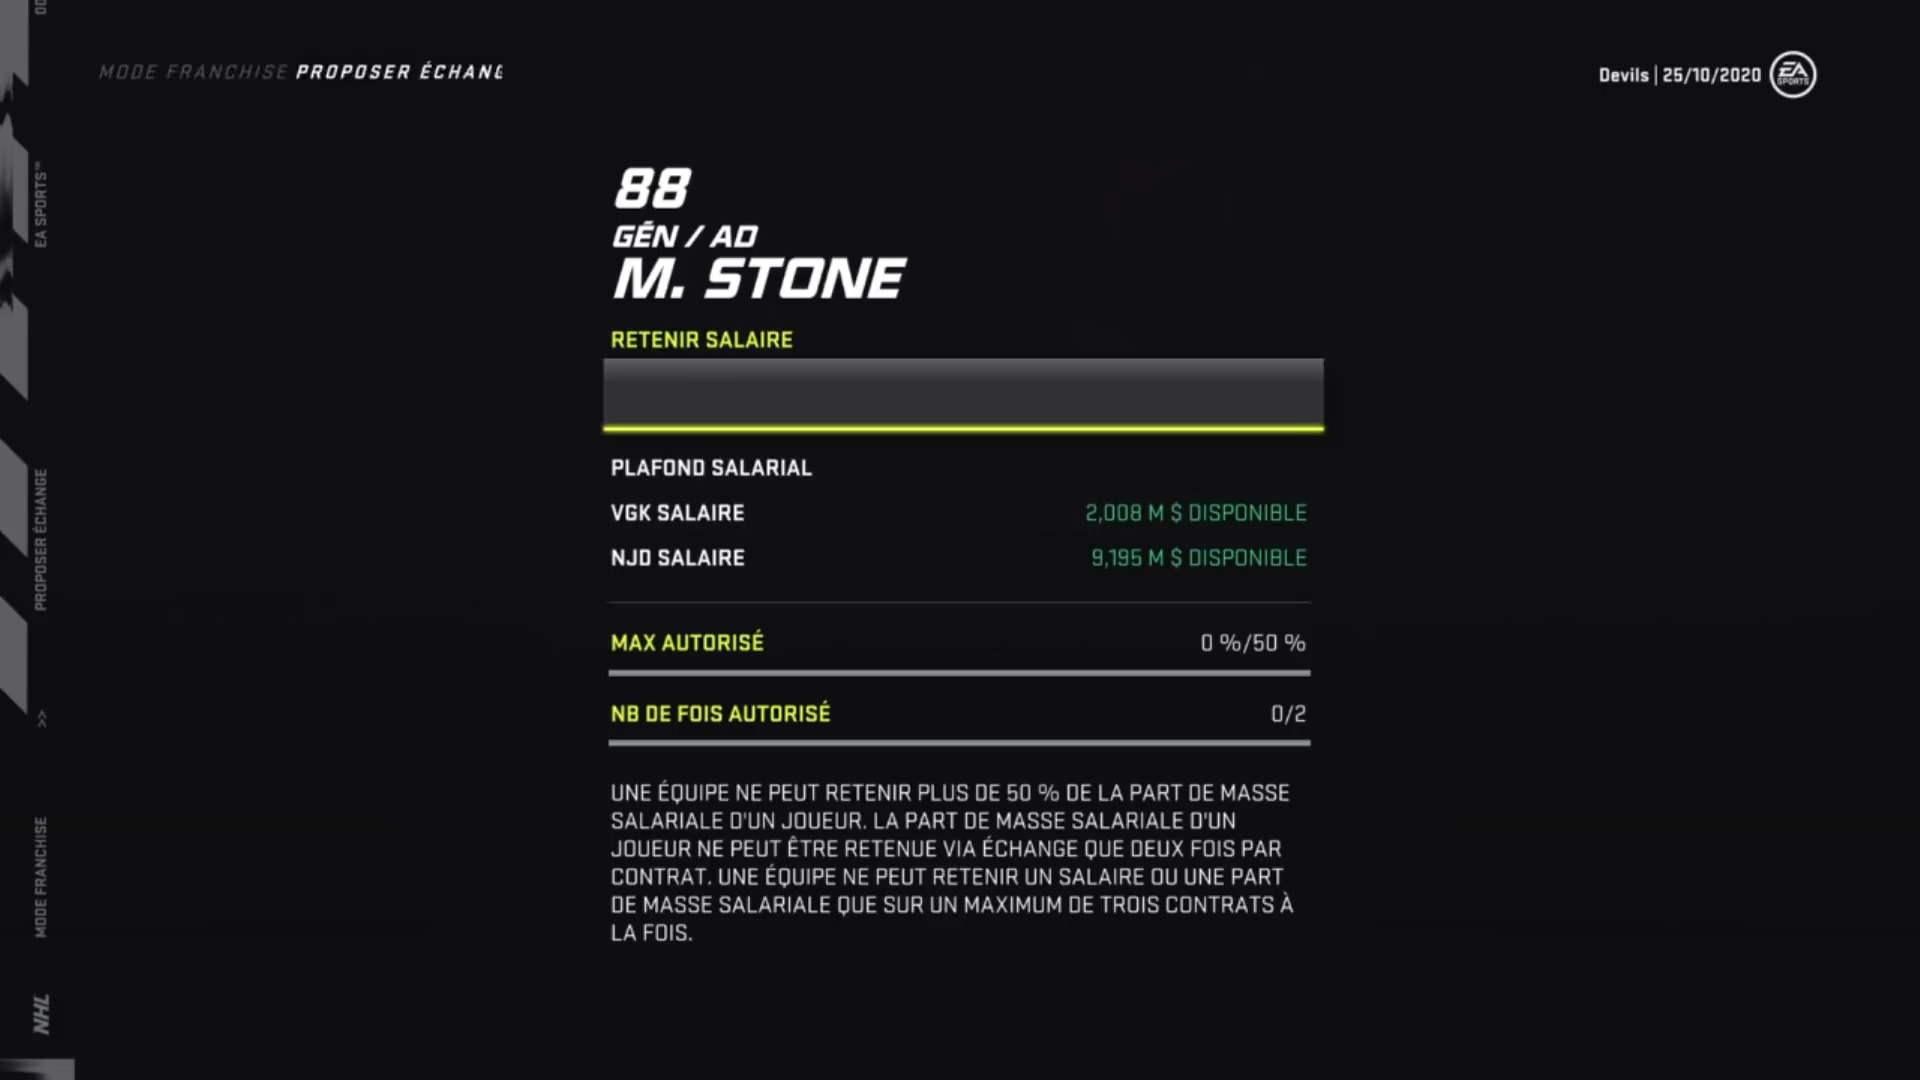 MODE FRANCHISE PROPOSER ÉCHANG
Devils | 25/10/2020
EA SPORTS
88
GÉN / AD
M. STONE
RETENIR SALAIRE
PLAFOND SALARIAL
VGK SALAIRE 2,008 M $ DISPONIBLE
NJD SALAIRE 9,195 M $ DISPONIBLE
MAX AUTORISÉ 0 %/50 %
NB DE FOIS AUTORISÉ 0/2
UNE ÉQUIPE NE PEUT RETENIR PLUS DE 50 % DE LA PART DE MASSE
SALARIALE D'UN JOUEUR. LA PART DE MASSE SALARIALE D'UN
JOUEUR NE PEUT ÊTRE RETENUE VIA ÉCHANGE QUE DEUX FOIS PAR
CONTRAT. UNE ÉQUIPE NE PEUT RETENIR UN SALAIRE OU UNE PART
DE MASSE SALARIALE QUE SUR UN MAXIMUM DE TROIS CONTRATS À
LA FOIS.
NHL
MODE FRANCHISE
>>
PROPOSER ÉCHANGE
EA SPORTS™